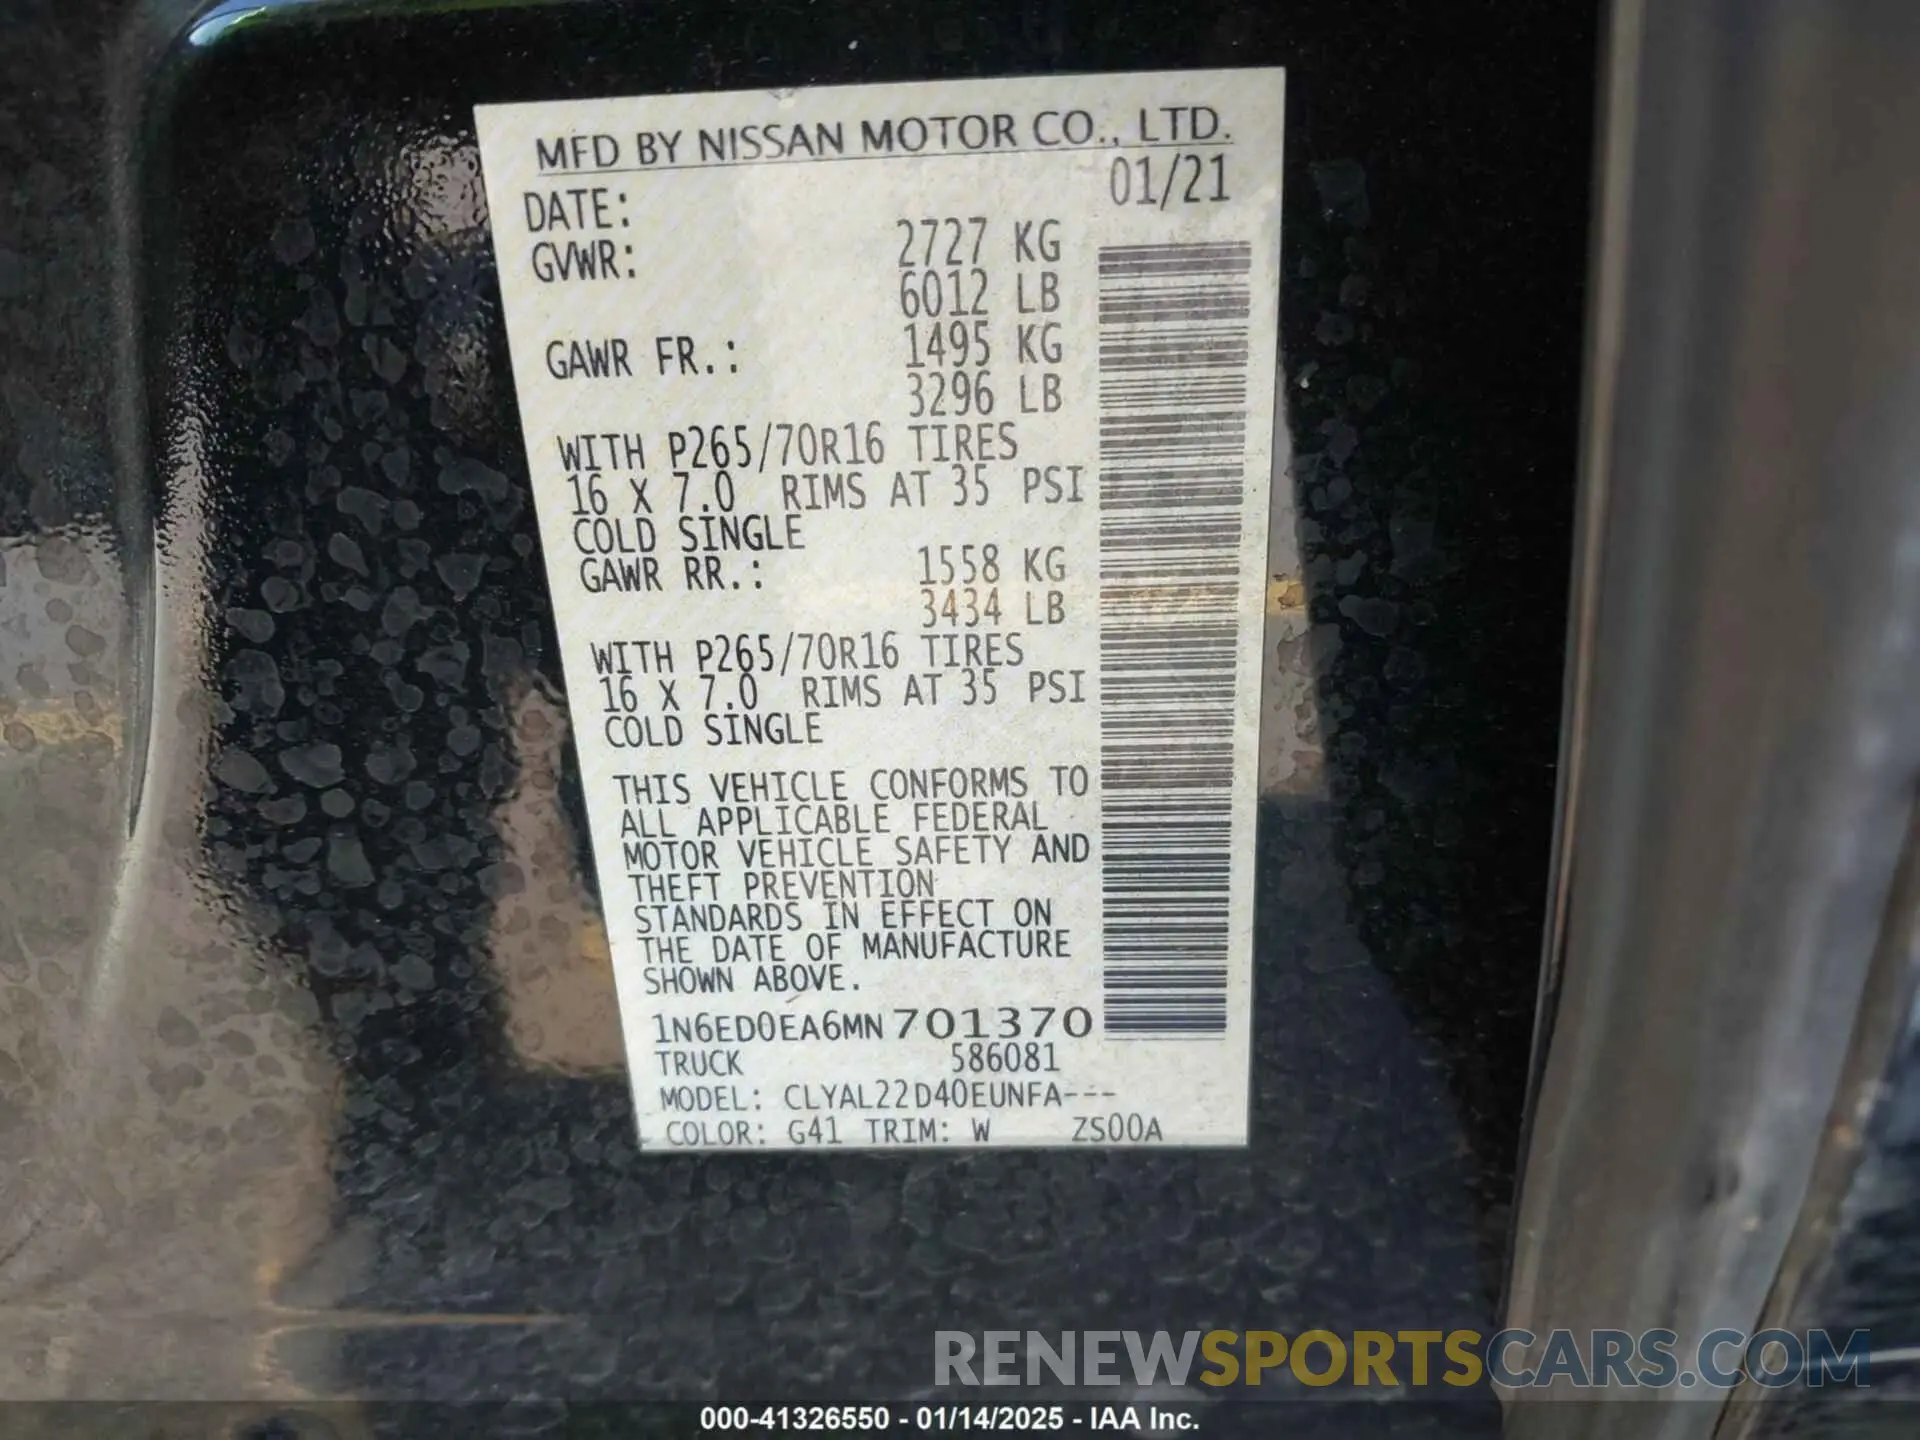 MFD BY NISSAN MOTOR CO., LTD.
DATE: 01/21
GVWR: 2727 KG
6012 LB
GAWR FR.: 1495 KG
3296 LB
WITH P265/70R16 TIRES
16 X 7.0 RIMS AT 35 PSI
COLD SINGLE
GAWR RR.: 1558 KG
3434 LB
WITH P265/70R16 TIRES
16 X 7.0 RIMS AT 35 PSI
COLD SINGLE
THIS VEHICLE CONFORMS TO
ALL APPLICABLE FEDERAL
MOTOR VEHICLE SAFETY AND
THEFT PREVENTION
STANDARDS IN EFFECT ON
THE DATE OF MANUFACTURE
SHOWN ABOVE.
1N6ED0EA6MN701370
TRUCK 586081
MODEL: CLYAL22D40EUNFA---
COLOR: G41 TRIM: W ZS00A
RENEWSPORTSCARS.COM
000-41326550 - 01/14/2025 - IAA Inc.